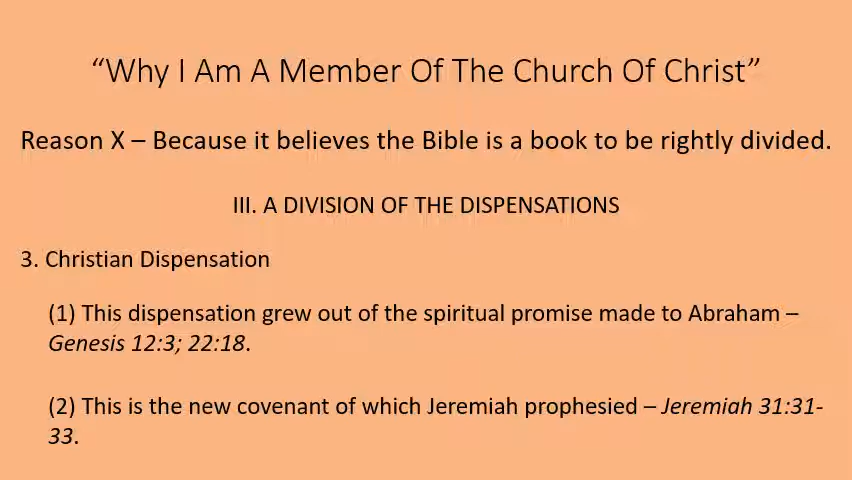 “Why I Am A Member Of The Church Of Christ”
Reason X – Because it believes the Bible is a book to be rightly divided.
III. A DIVISION OF THE DISPENSATIONS
3. Christian Dispensation
(1) This dispensation grew out of the spiritual promise made to Abraham –
Genesis 12:3; 22:18.
(2) This is the new covenant of which Jeremiah prophesied – Jeremiah 31:31-
33.